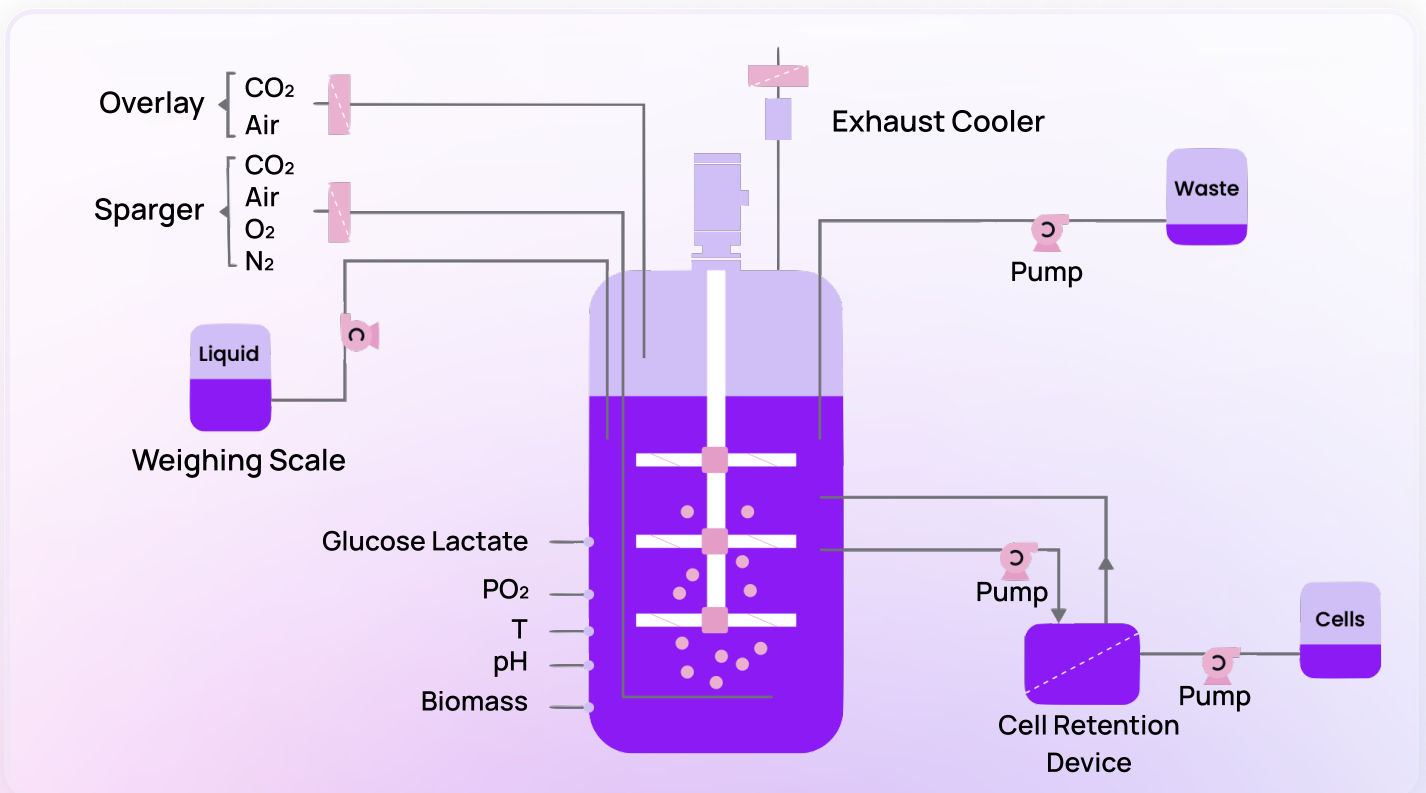 Overlay
CO₂
Air
Sparger
CO₂
Air
O₂
N₂
Exhaust Cooler
Waste
Pump
Liquid
Weighing Scale
Glucose Lactate
PO₂
T
pH
Biomass
Pump
Cells
Pump
Cell Retention
Device